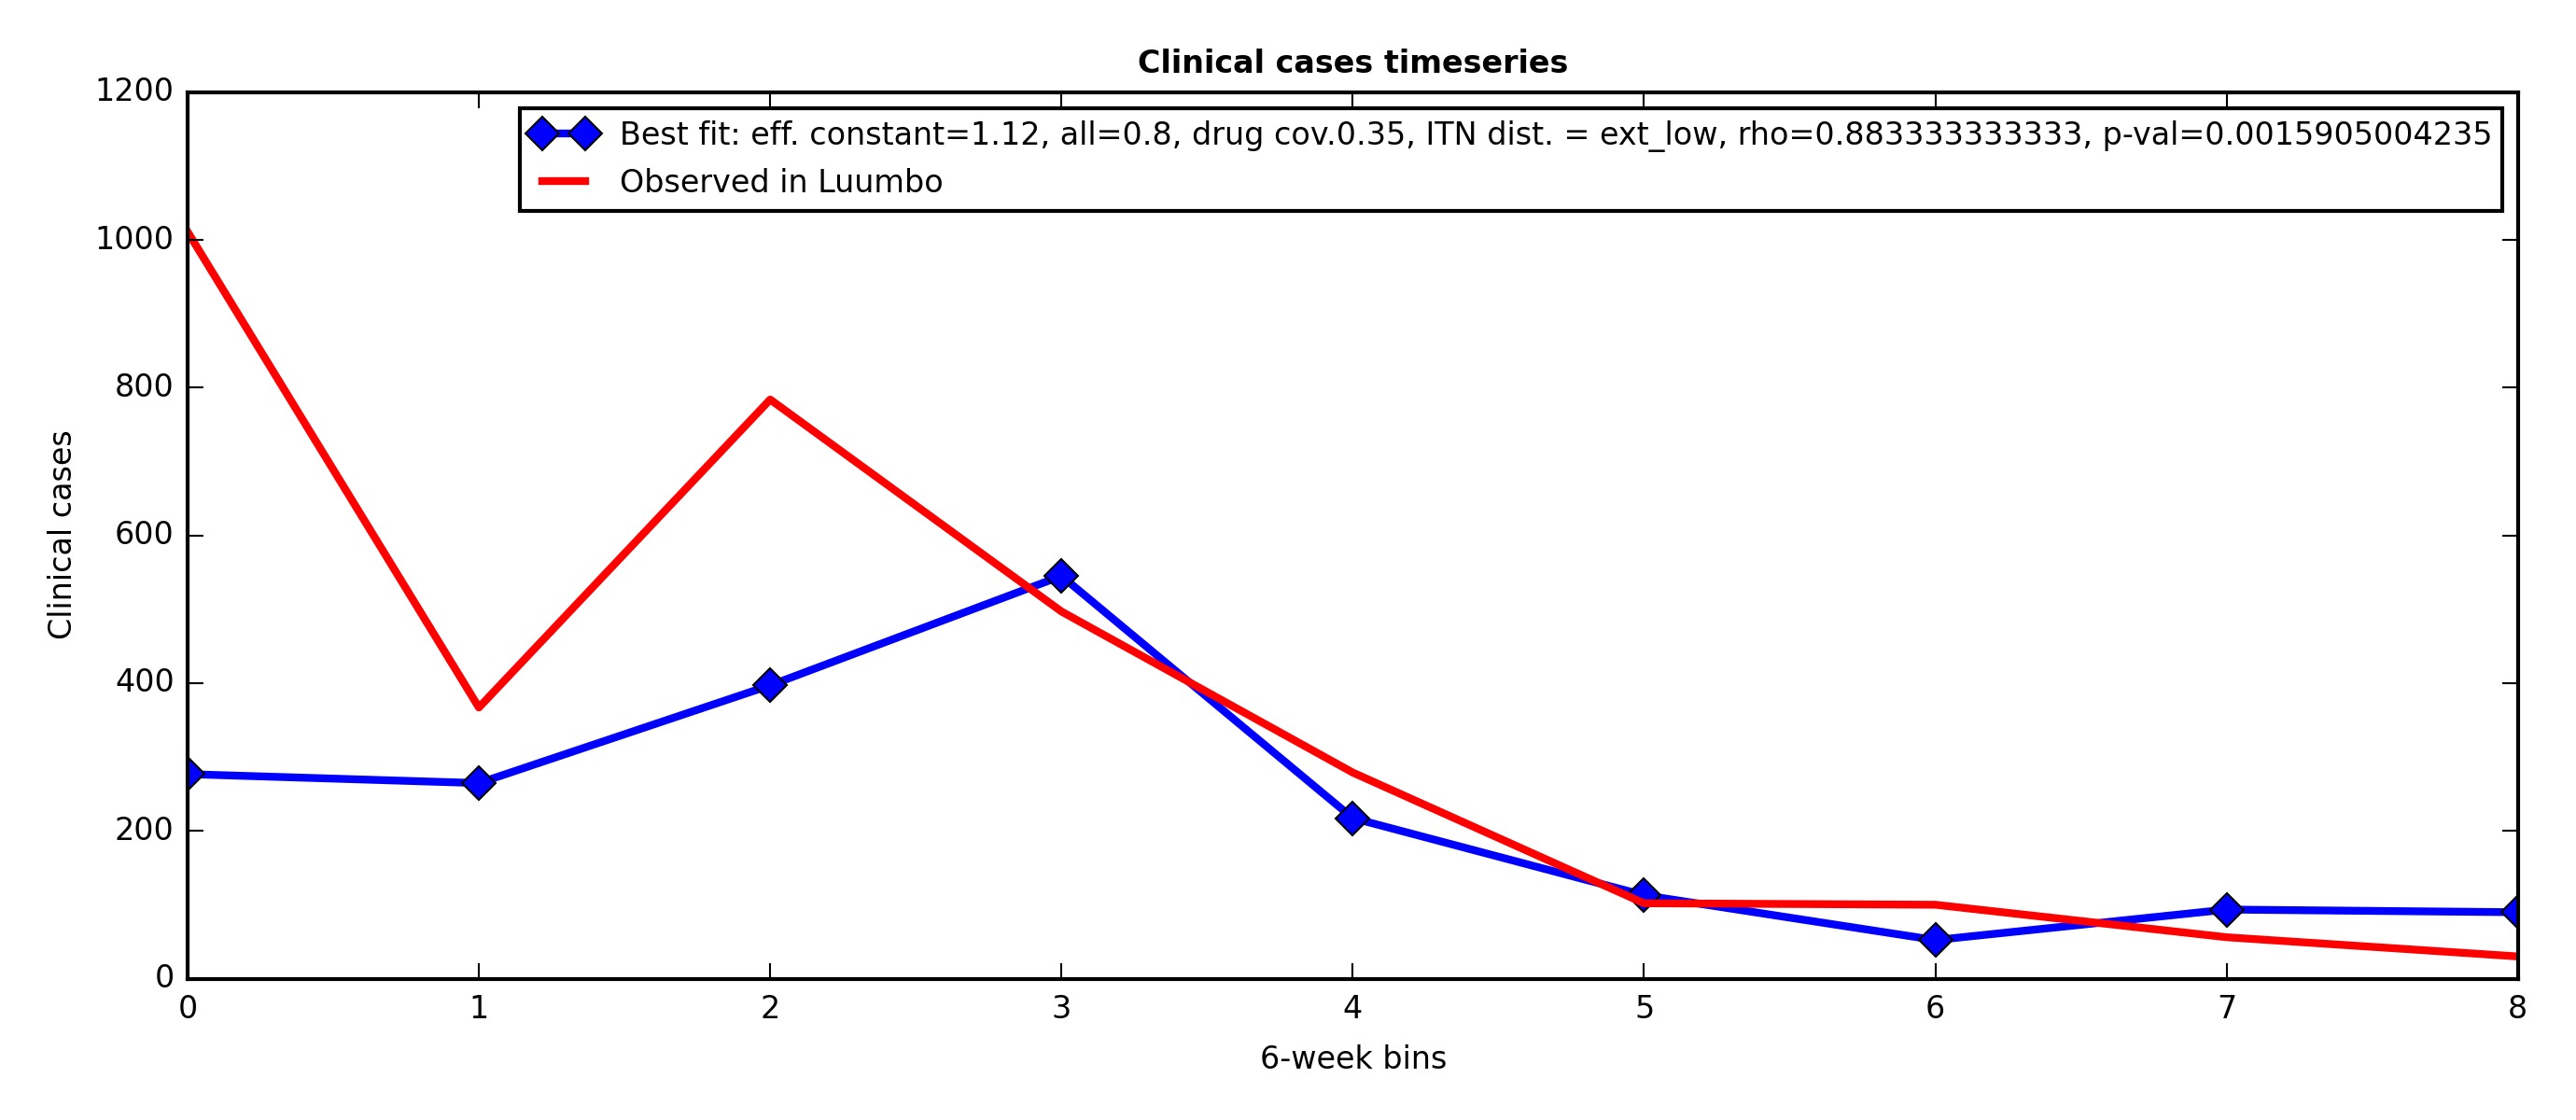 Clinical cases timeseries
1200
1000
800
600
400
200
0
Clinical cases
Best fit: eff. constant=1.12, all=0.8, drug cov.0.35, ITN dist. = ext_low, rho=0.883333333333, p-val=0.0015905004235
Observed in Luumbo
0 1 2 3 4 5 6 7 8
6-week bins